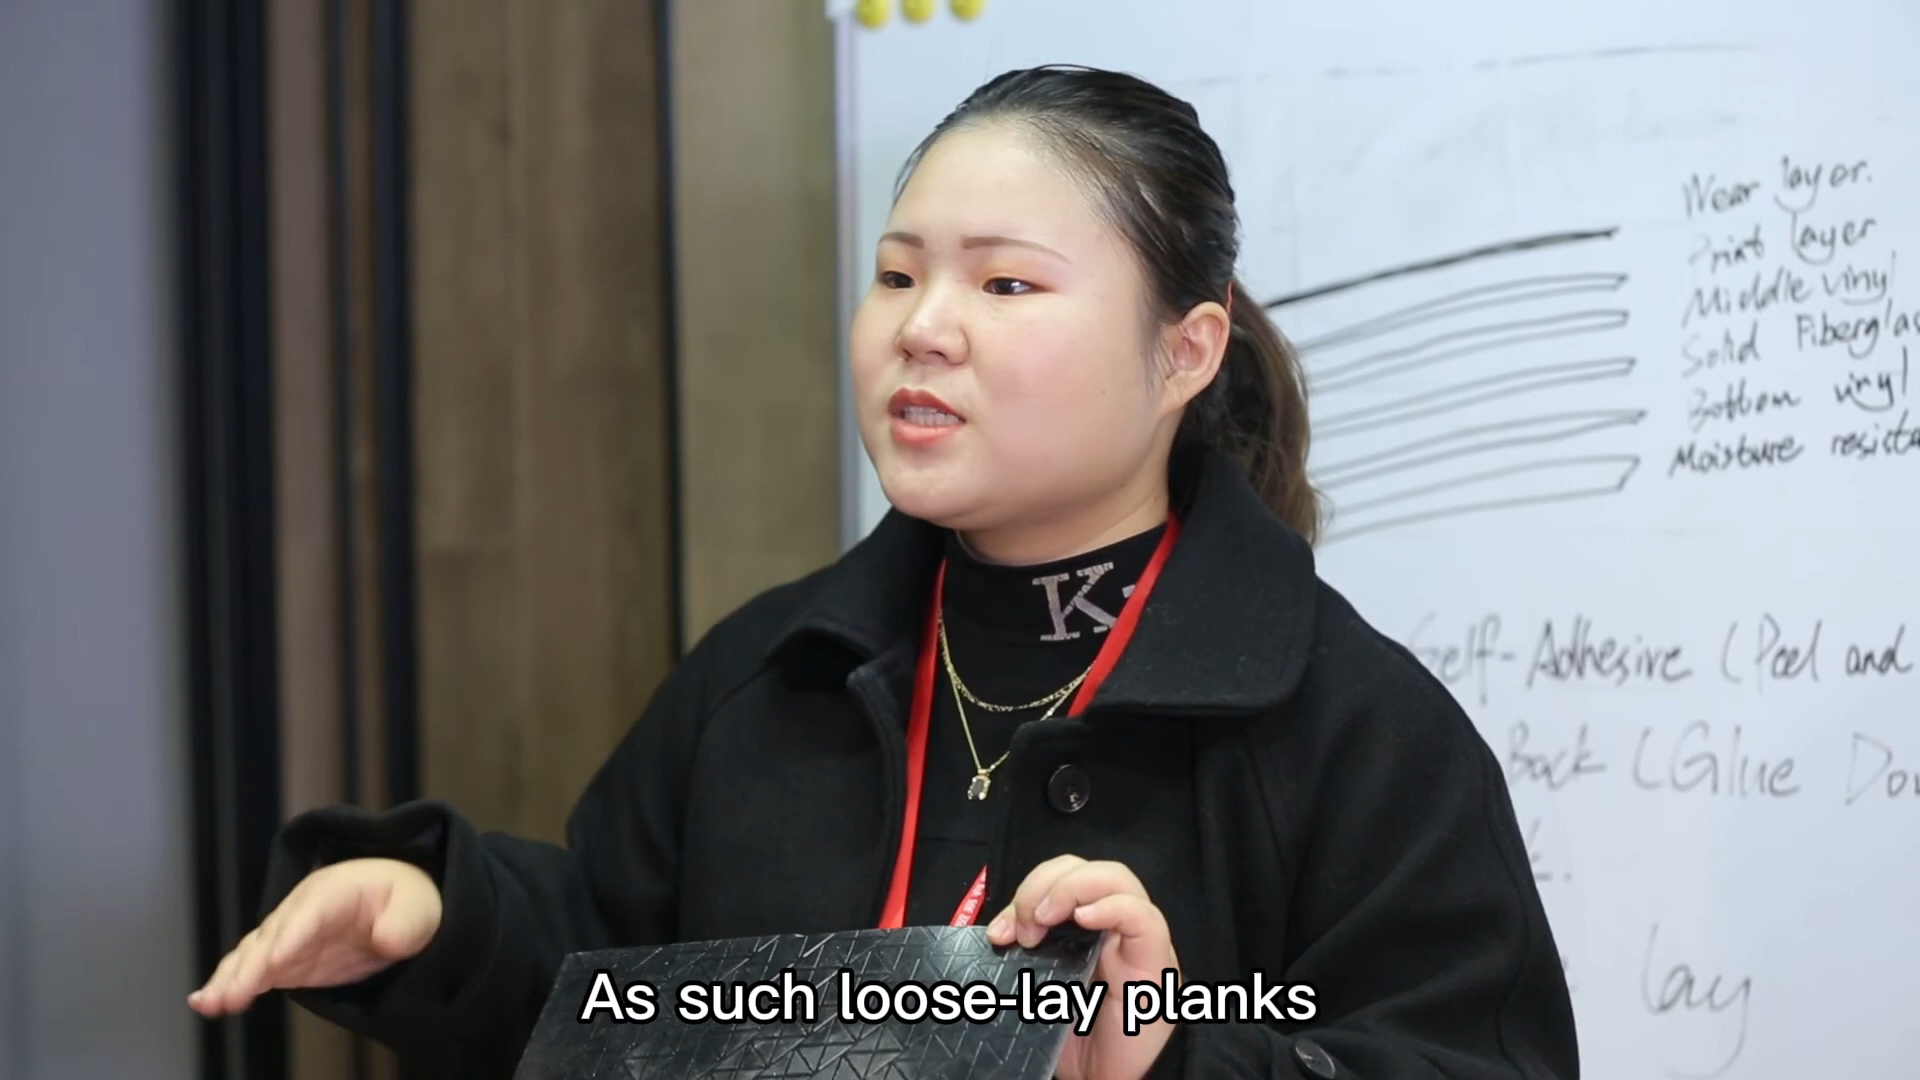 Wear layer.
Print layer
Middle vinyl
Solid Fiberglas
Bottom vinyl
Moisture resista
K
Self-Adhesive (Peel and
Back (Glue Dow
lay
As such loose-lay planks